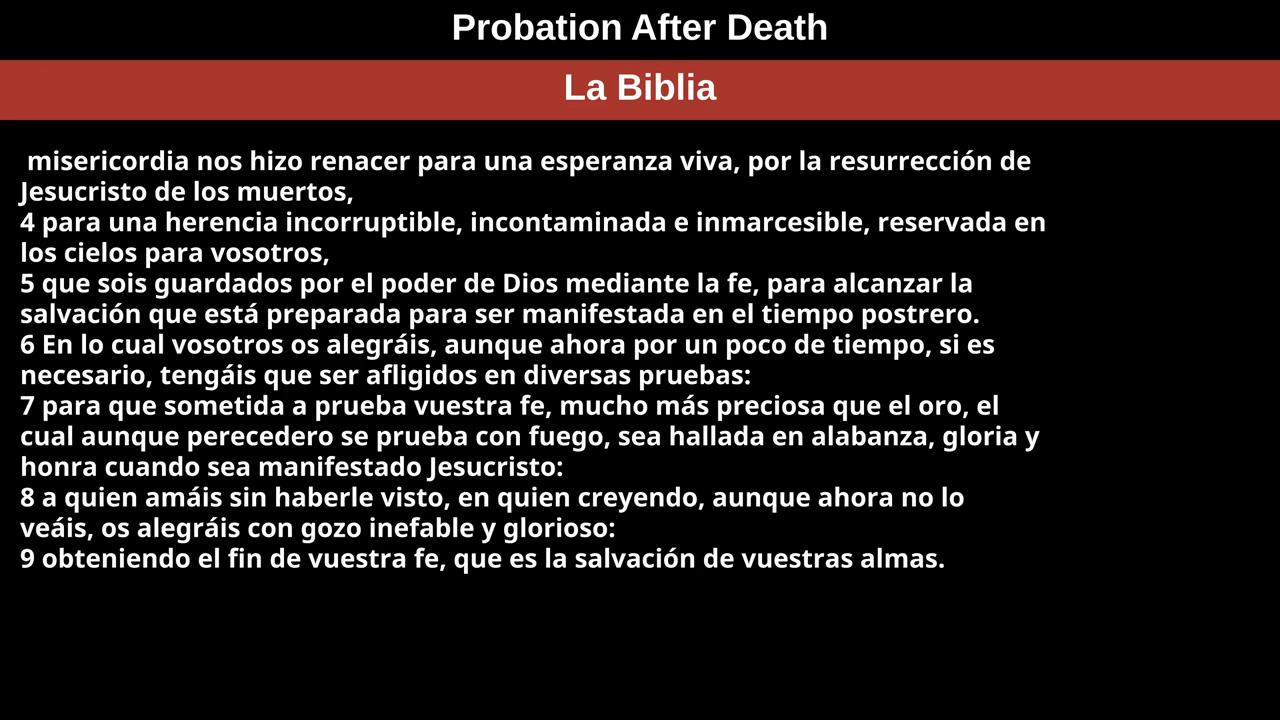 Probation After Death
La Biblia
misericordia nos hizo renacer para una esperanza viva, por la resurrección de
Jesucristo de los muertos,
4 para una herencia incorruptible, incontaminada e inmarcesible, reservada en
los cielos para vosotros,
5 que sois guardados por el poder de Dios mediante la fe, para alcanzar la
salvación que está preparada para ser manifestada en el tiempo postrero.
6 En lo cual vosotros os alegráis, aunque ahora por un poco de tiempo, si es
necesario, tengáis que ser afligidos en diversas pruebas:
7 para que sometida a prueba vuestra fe, mucho más preciosa que el oro, el
cual aunque perecedero se prueba con fuego, sea hallada en alabanza, gloria y
honra cuando sea manifestado Jesucristo:
8 a quien amáis sin haberle visto, en quien creyendo, aunque ahora no lo
veáis, os alegráis con gozo inefable y glorioso:
9 obteniendo el fin de vuestra fe, que es la salvación de vuestras almas.